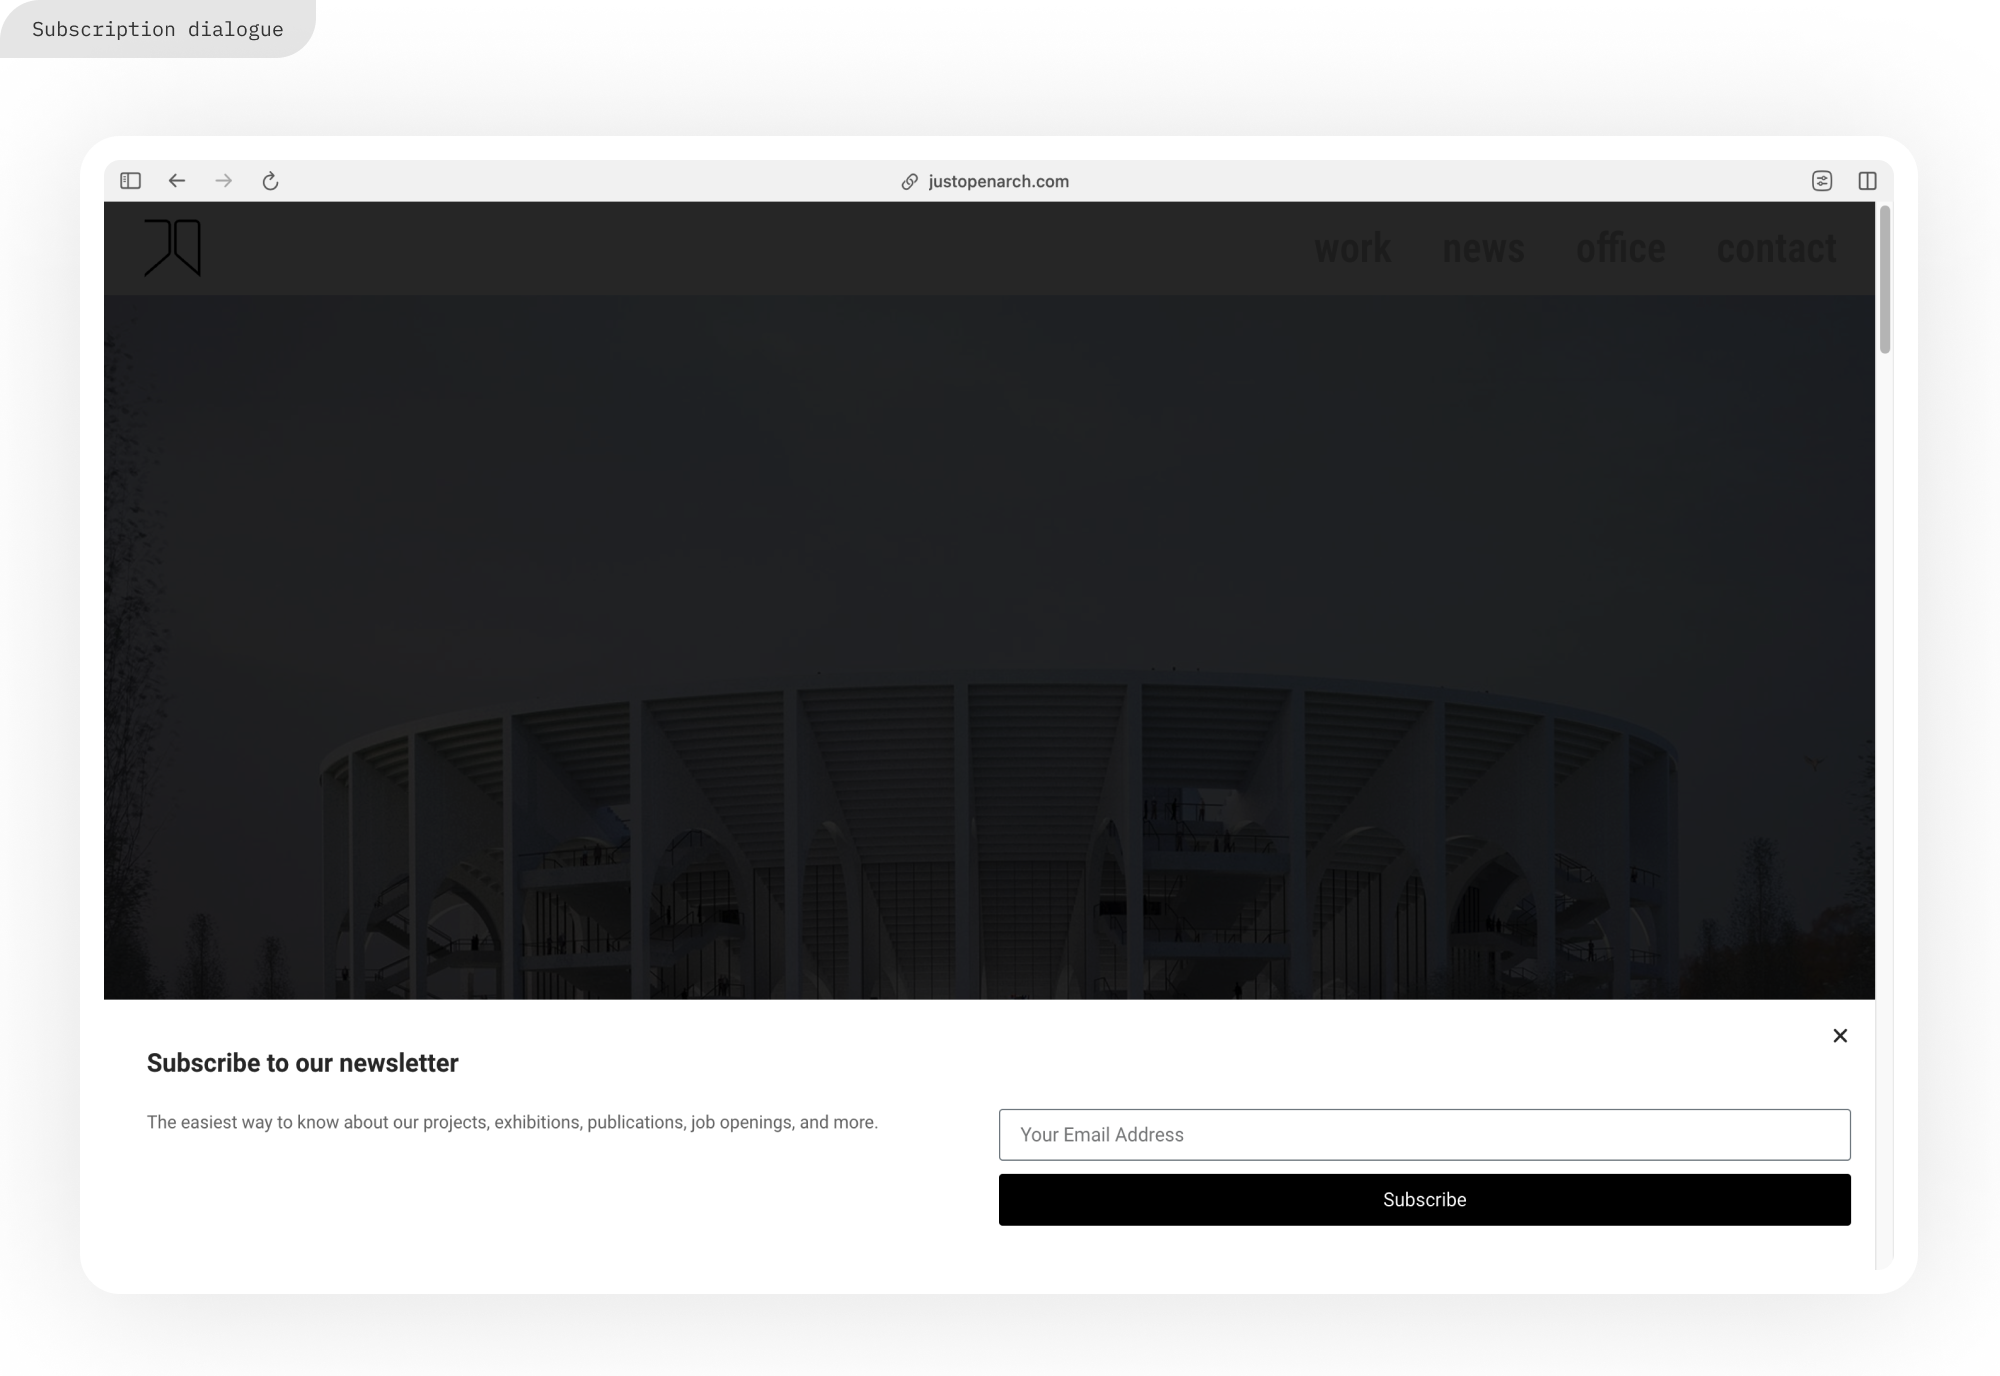 Subscription dialogue
justopenarch.com
work news office contact
Subscribe to our newsletter
The easiest way to know about our projects, exhibitions, publications, job openings, and more.
Your Email Address
Subscribe